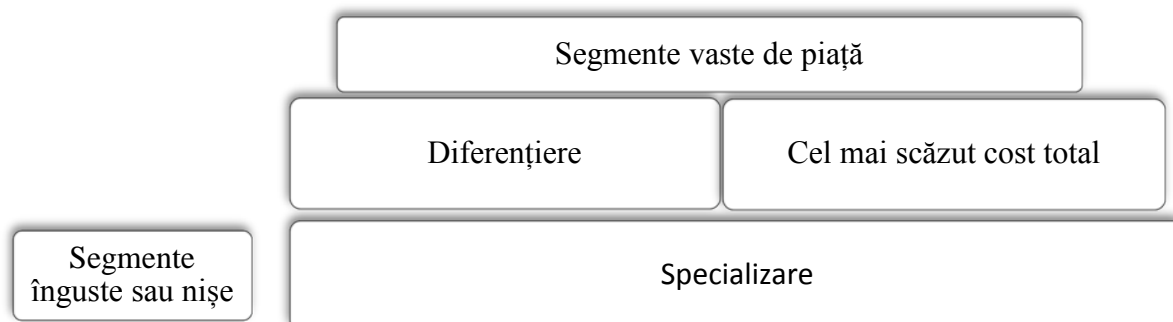 Segmente vaste de piață
Diferențiere
Cel mai scăzut cost total
Segmente
înguste sau nișe
Specializare